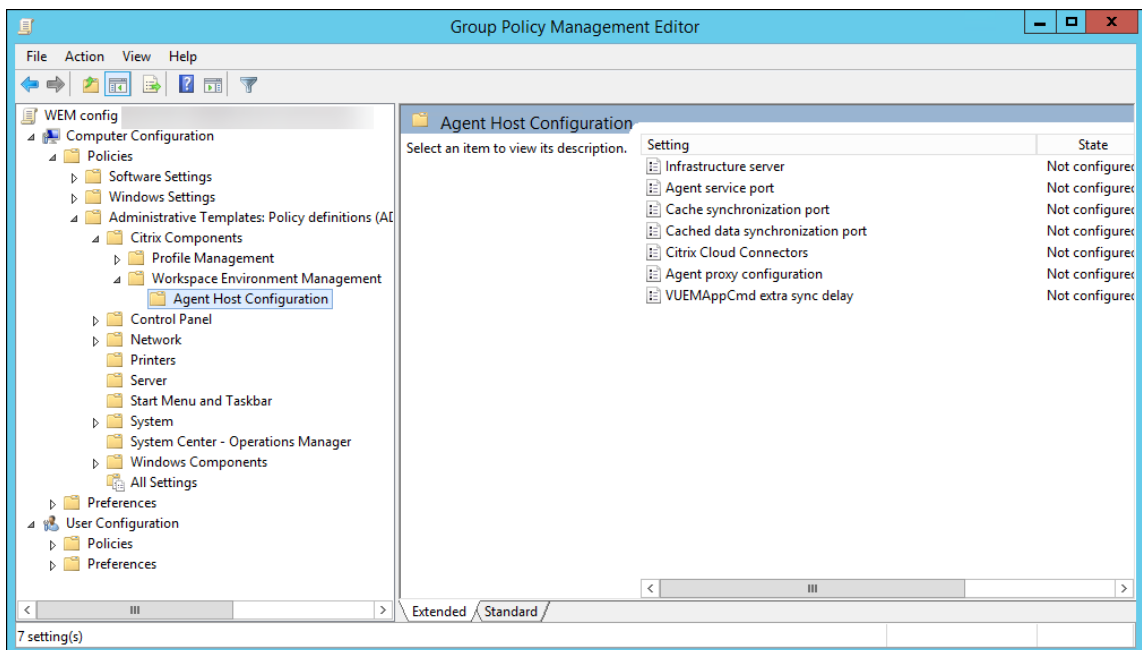 Group Policy Management Editor
File Action View Help
WEM config
Computer Configuration
Policies
Software Settings
Windows Settings
Administrative Templates: Policy definitions (AD
Citrix Components
Profile Management
Workspace Environment Management
Agent Host Configuration
Control Panel
Network
Printers
Server
Start Menu and Taskbar
System
System Center - Operations Manager
Windows Components
All Settings
Preferences
User Configuration
Policies
Preferences
Agent Host Configuration
Select an item to view its description.
Setting State
Infrastructure server Not configured
Agent service port Not configured
Cache synchronization port Not configured
Cached data synchronization port Not configured
Citrix Cloud Connectors Not configured
Agent proxy configuration Not configured
VUEMAppCmd extra sync delay Not configured
Extended Standard
7 setting(s)